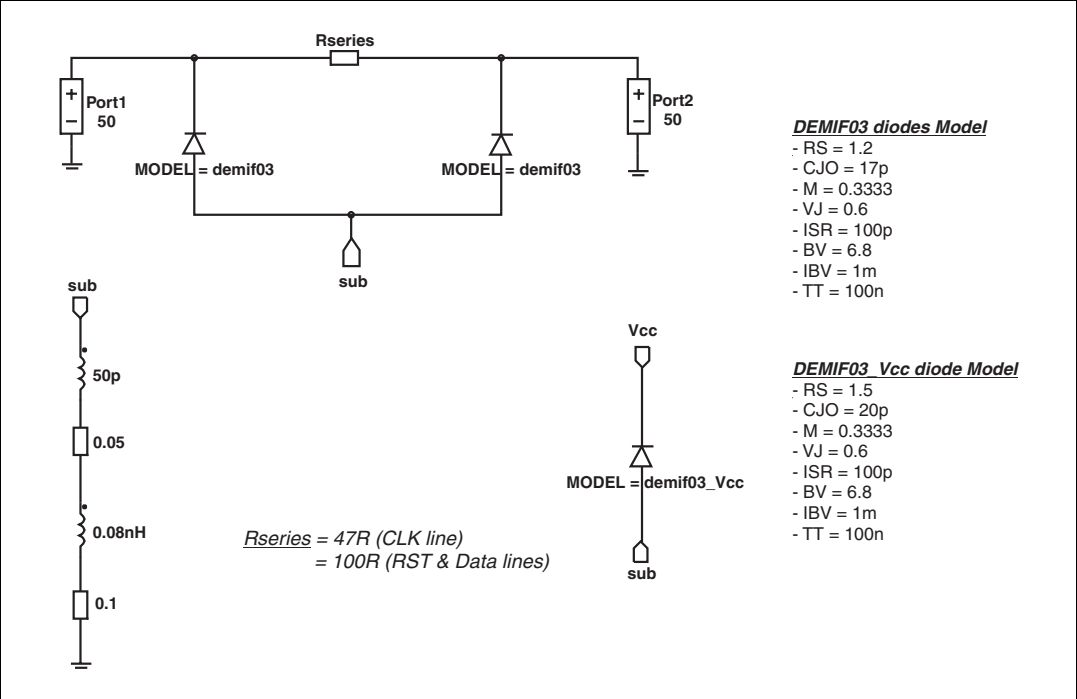 Rseries
+
−
Port1
50
+
−
Port2
50
MODEL = demif03
MODEL = demif03
sub
DEMIF03 diodes Model
- RS = 1.2
- CJO = 17p
- M = 0.3333
- VJ = 0.6
- ISR = 100p
- BV = 6.8
- IBV = 1m
- TT = 100n
sub
50p
0.05
0.08nH
0.1
Rseries = 47R (CLK line)
= 100R (RST & Data lines)
Vcc
MODEL = demif03_Vcc
sub
DEMIF03_Vcc diode Model
- RS = 1.5
- CJO = 20p
- M = 0.3333
- VJ = 0.6
- ISR = 100p
- BV = 6.8
- IBV = 1m
- TT = 100n